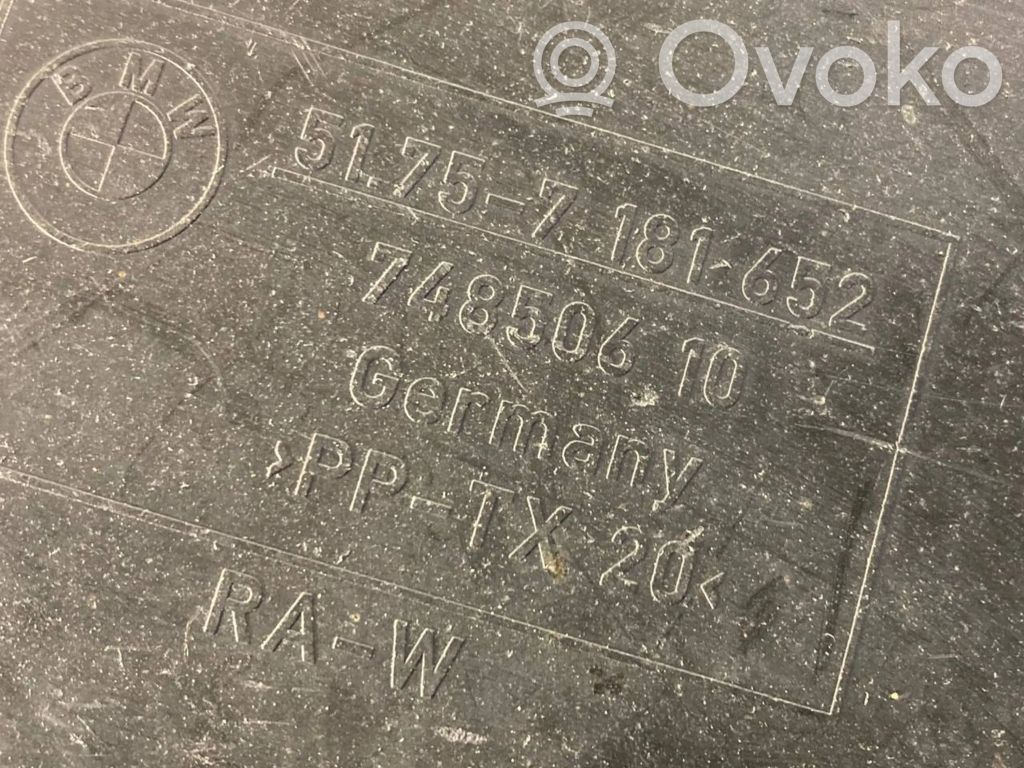 Ovoko
BMW
51.75-7 181 652
748506 10
Germany
>PP-TX 20<
RA-W